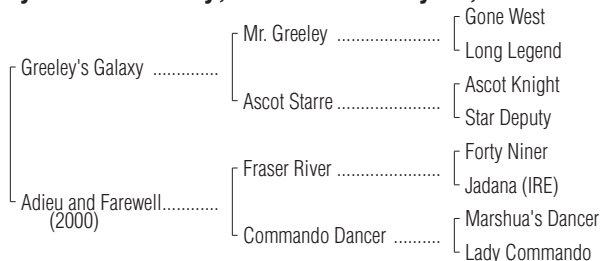 Gone West
Mr. Greeley ....................
Long Legend
Greeley's Galaxy ..............
Ascot Knight
Ascot Starre ....................
Star Deputy
Forty Niner
Fraser River ....................
Jadana (IRE)
Adieu and Farewell............
(2000)
Marshua's Dancer
Commando Dancer ..........
Lady Commando